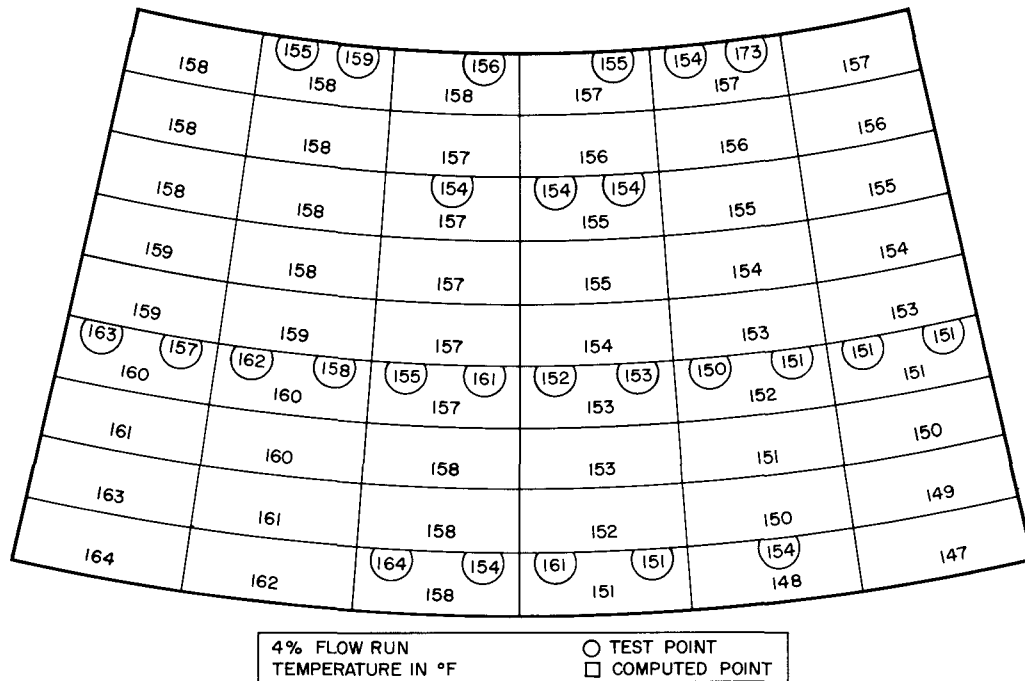 155 159 156 155 154 173
158 158 158 157 157 157
158 158 157 156 156 156
154 154 154
158 158 157 155 155 155
159 158 157 155 154 154
159 159 157 154 153 153
163 157 162 158 155 161 152 153 150 151 151 151
160 160 157 153 152 151
161 160 158 153 151 150
163 161 158 152 150 149
164 154 161 151 154
164 162 158 151 148 147
4% FLOW RUN
TEMPERATURE IN °F
TEST POINT
COMPUTED POINT